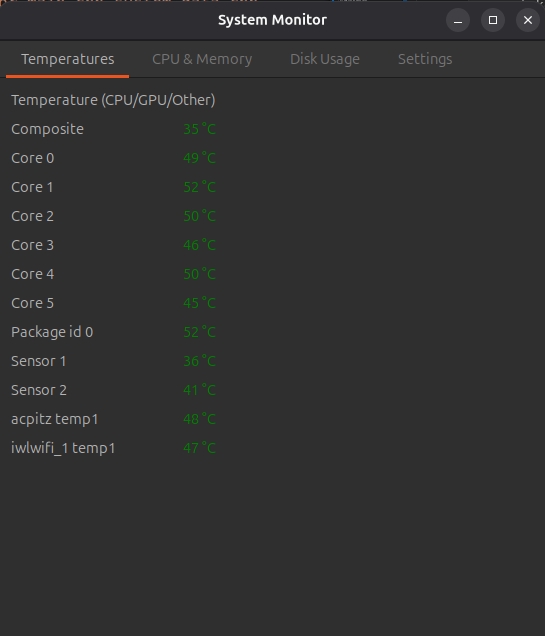 System Monitor
Temperatures CPU & Memory Disk Usage Settings
Temperature (CPU/GPU/Other)
Composite 35 °C
Core 0 49 °C
Core 1 52 °C
Core 2 50 °C
Core 3 46 °C
Core 4 50 °C
Core 5 45 °C
Package id 0 52 °C
Sensor 1 36 °C
Sensor 2 41 °C
acpitz temp1 48 °C
iwlwifi_1 temp1 47 °C